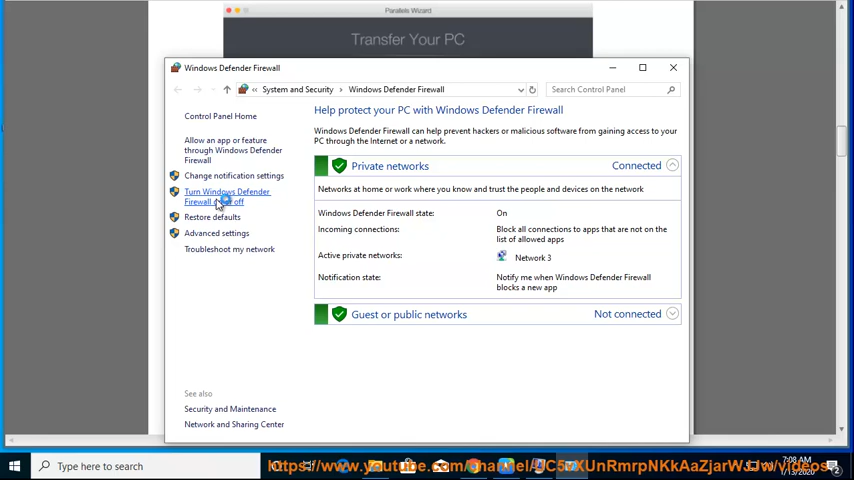 Parallels Wizard
Transfer Your PC
Windows Defender Firewall
System and Security
Windows Defender Firewall
Search Control Panel
Control Panel Home
Allow an app or feature
through Windows Defender
Firewall
Change notification settings
Turn Windows Defender
Firewall off
Restore defaults
Advanced settings
Troubleshoot my network
See also
Security and Maintenance
Network and Sharing Center
Help protect your PC with Windows Defender Firewall
Windows Defender Firewall can help prevent hackers or malicious software from gaining access to your
PC through the Internet or a network.
Private networks Connected
Networks at home or work where you know and trust the people and devices on the network
Windows Defender Firewall state: On
Incoming connections: Block all connections to apps that are not on the
list of allowed apps
Active private networks: Network 3
Notification state: Notify me when Windows Defender Firewall
blocks a new app
Guest or public networks Not connected
Type here to search
7:08 AM
1/13/2020
2